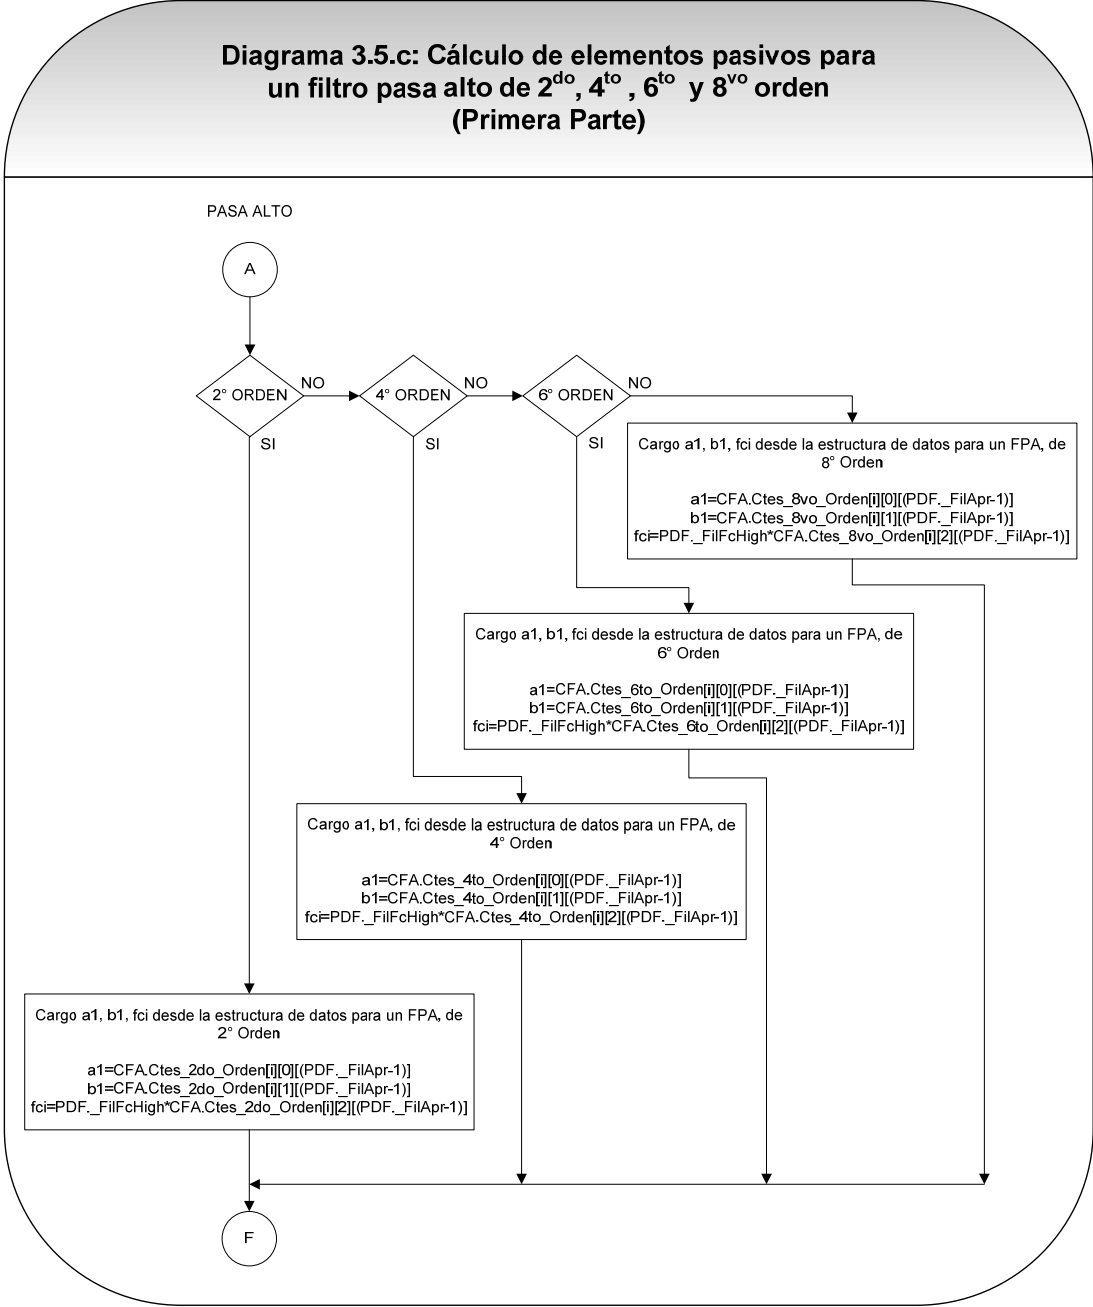 Diagrama 3.5.c: Cálculo de elementos pasivos para
un filtro pasa alto de 2do, 4to , 6to y 8vo orden
(Primera Parte)
PASA ALTO
A
2° ORDEN
NO
4° ORDEN
NO
6° ORDEN
NO
SI
SI
SI
Cargo a1, b1, fci desde la estructura de datos para un FPA, de
8° Orden
a1=CFA.Ctes_8vo_Orden[i][0][(PDF._FilApr-1)]
b1=CFA.Ctes_8vo_Orden[i][1][(PDF._FilApr-1)]
fci=PDF._FilFcHigh*CFA.Ctes_8vo_Orden[i][2][(PDF._FilApr-1)]
Cargo a1, b1, fci desde la estructura de datos para un FPA, de
6° Orden
a1=CFA.Ctes_6to_Orden[i][0][(PDF._FilApr-1)]
b1=CFA.Ctes_6to_Orden[i][1][(PDF._FilApr-1)]
fci=PDF._FilFcHigh*CFA.Ctes_6to_Orden[i][2][(PDF._FilApr-1)]
Cargo a1, b1, fci desde la estructura de datos para un FPA, de
4° Orden
a1=CFA.Ctes_4to_Orden[i][0][(PDF._FilApr-1)]
b1=CFA.Ctes_4to_Orden[i][1][(PDF._FilApr-1)]
fci=PDF._FilFcHigh*CFA.Ctes_4to_Orden[i][2][(PDF._FilApr-1)]
Cargo a1, b1, fci desde la estructura de datos para un FPA, de
2° Orden
a1=CFA.Ctes_2do_Orden[i][0][(PDF._FilApr-1)]
b1=CFA.Ctes_2do_Orden[i][1][(PDF._FilApr-1)]
fci=PDF._FilFcHigh*CFA.Ctes_2do_Orden[i][2][(PDF._FilApr-1)]
F